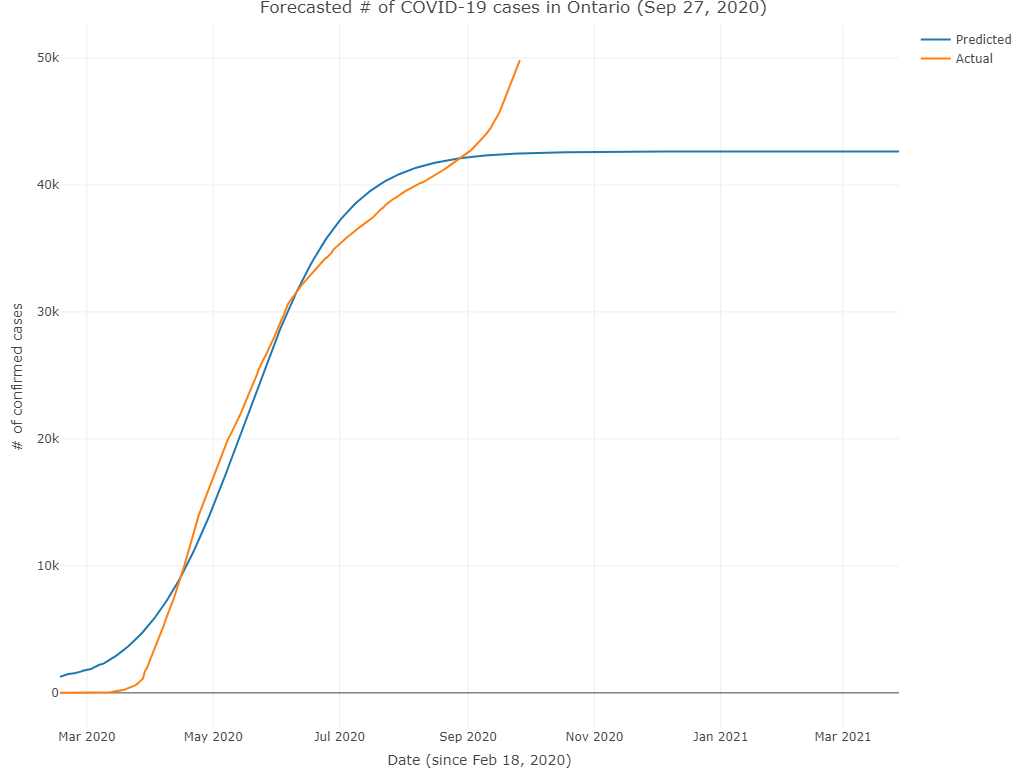 Forecasted # of COVID-19 cases in Ontario (Sep 27, 2020)
Predicted
Actual
50k
40k
30k
20k
10k
0
# of confirmed cases
Mar 2020 May 2020 Jul 2020 Sep 2020 Nov 2020 Jan 2021 Mar 2021
Date (since Feb 18, 2020)